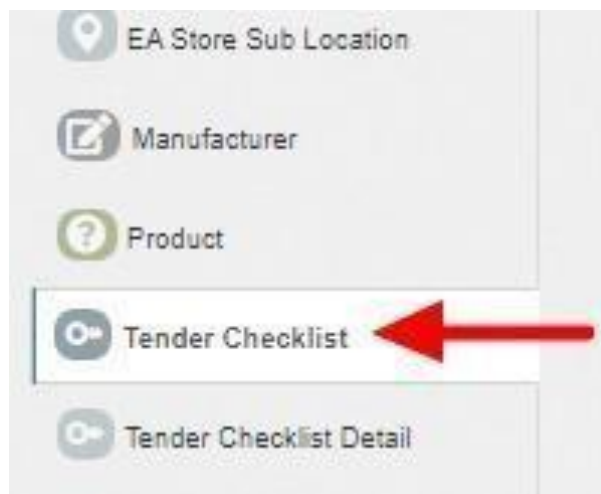 EA Store Sub Location
Manufacturer
Product
Tender Checklist
Tender Checklist Detail